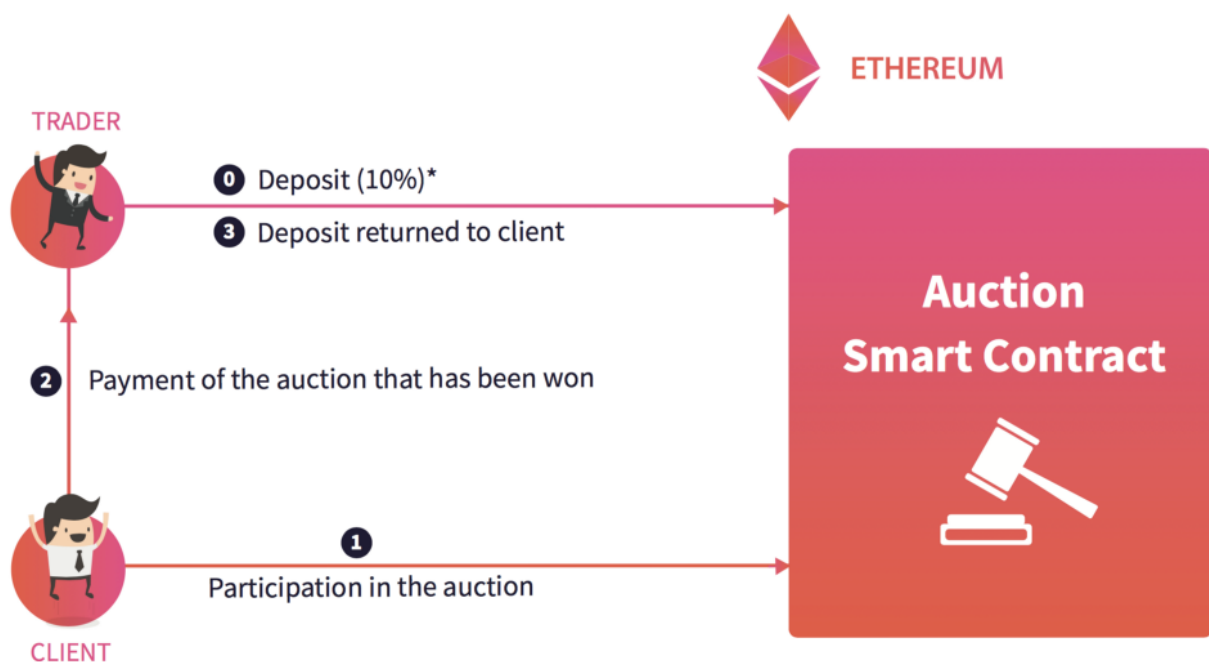 ETHEREUM
TRADER
0 Deposit (10%)*
3 Deposit returned to client
Auction
Smart Contract
2 Payment of the auction that has been won
1
Participation in the auction
CLIENT